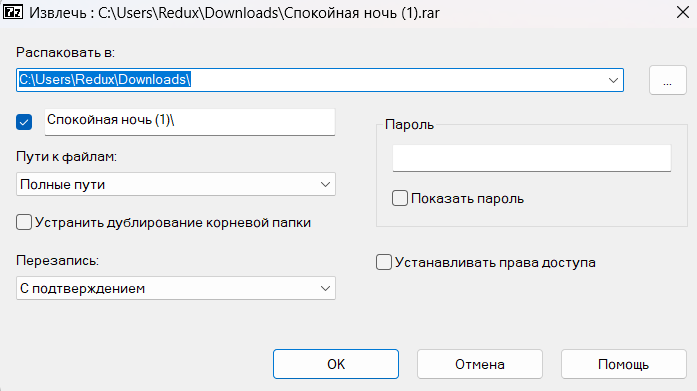 7z Извлечь : C:\Users\Redux\Downloads\Спокойная ночь (1).rar
Распаковать в:
C:\Users\Redux\Downloads\
...
Спокойная ночь (1)\
Пароль
Пути к файлам:
Полные пути
Показать пароль
Устранить дублирование корневой папки
Перезапись:
Устанавливать права доступа
С подтверждением
OK
Отмена
Помощь